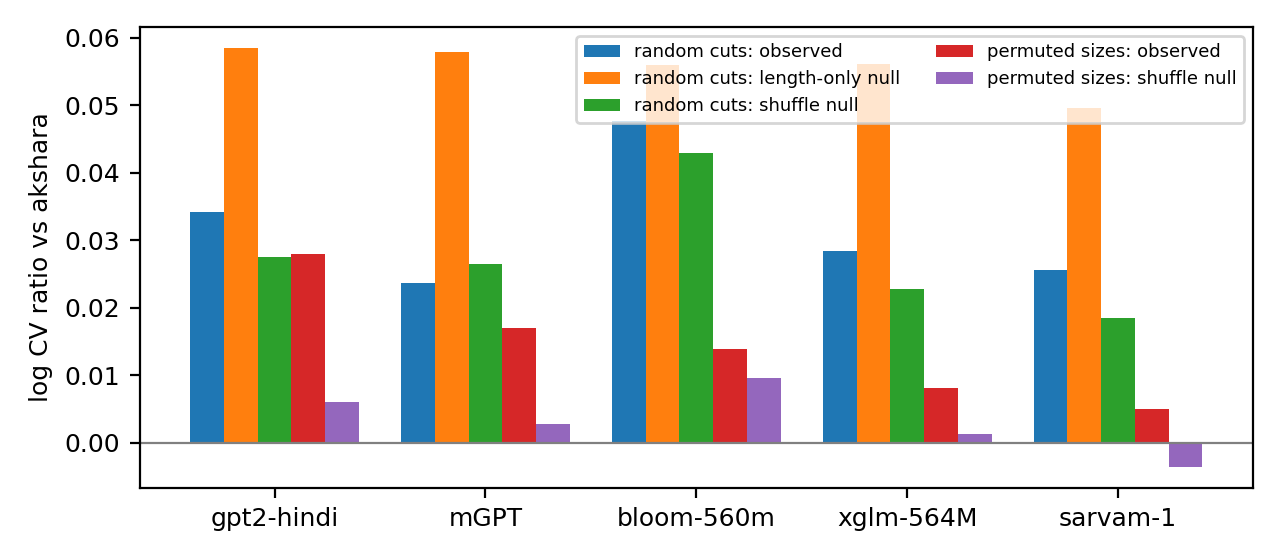 random cuts: observed
random cuts: length-only null
random cuts: shuffle null
permuted sizes: observed
permuted sizes: shuffle null
log CV ratio vs akshara
0.06
0.05
0.04
0.03
0.02
0.01
0.00
gpt2-hindi mGPT bloom-560m xglm-564M sarvam-1